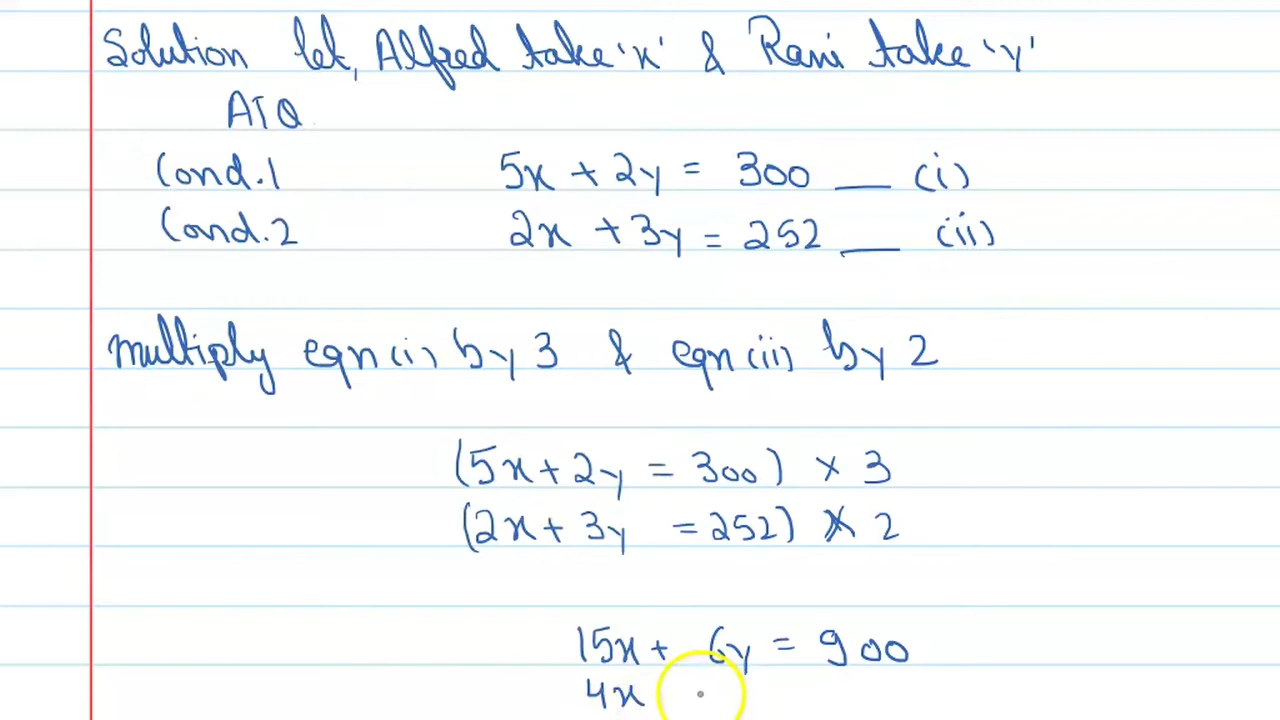 Solution let, Alfred take 'x' & Rani take 'y'
ATQ
Cond.1 5x + 2y = 300 __ (i)
Cond.2 2x + 3y = 252 __ (ii)
multiply eqn (i) by 3 & eqn (ii) by 2
(5x + 2y = 300) × 3
(2x + 3y = 252) × 2
15x + 6y = 900
4x